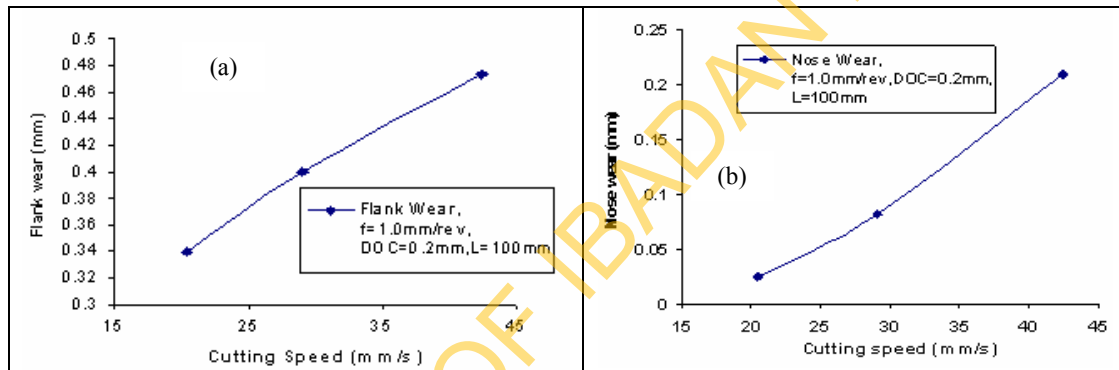 (a)
Flank wear (mm)
0.5
0.48
0.46
0.44
0.42
0.4
0.38
0.36
0.34
0.32
0.3
Flank Wear,
f=1.0mm/rev,
DOC=0.2mm,L=100mm
15
25
35
45
Cutting Speed (mm/s)
(b)
Nose wear (mm)
0.25
0.2
0.15
0.1
0.05
0
Nose Wear,
f=1.0mm/rev,DOC=0.2mm,
L=100mm
15
20
25
30
35
40
45
Cutting speed (mm/s)
OF IBADAN